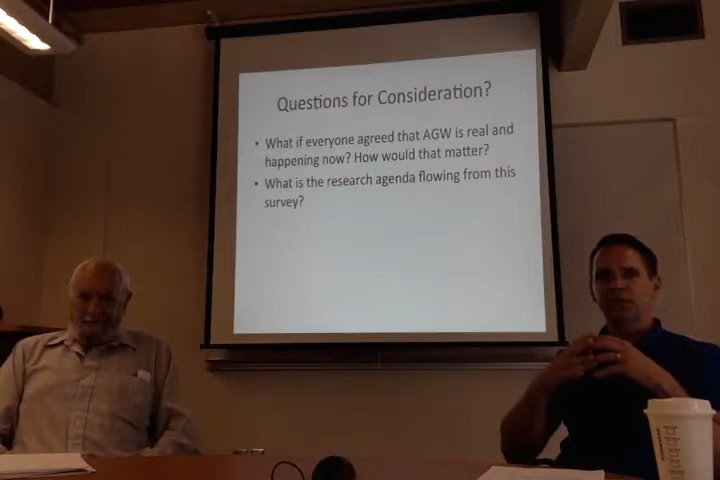 Questions for Consideration?
• What if everyone agreed that AGW is real and
happening now? How would that matter?
• What is the research agenda flowing from this
survey?